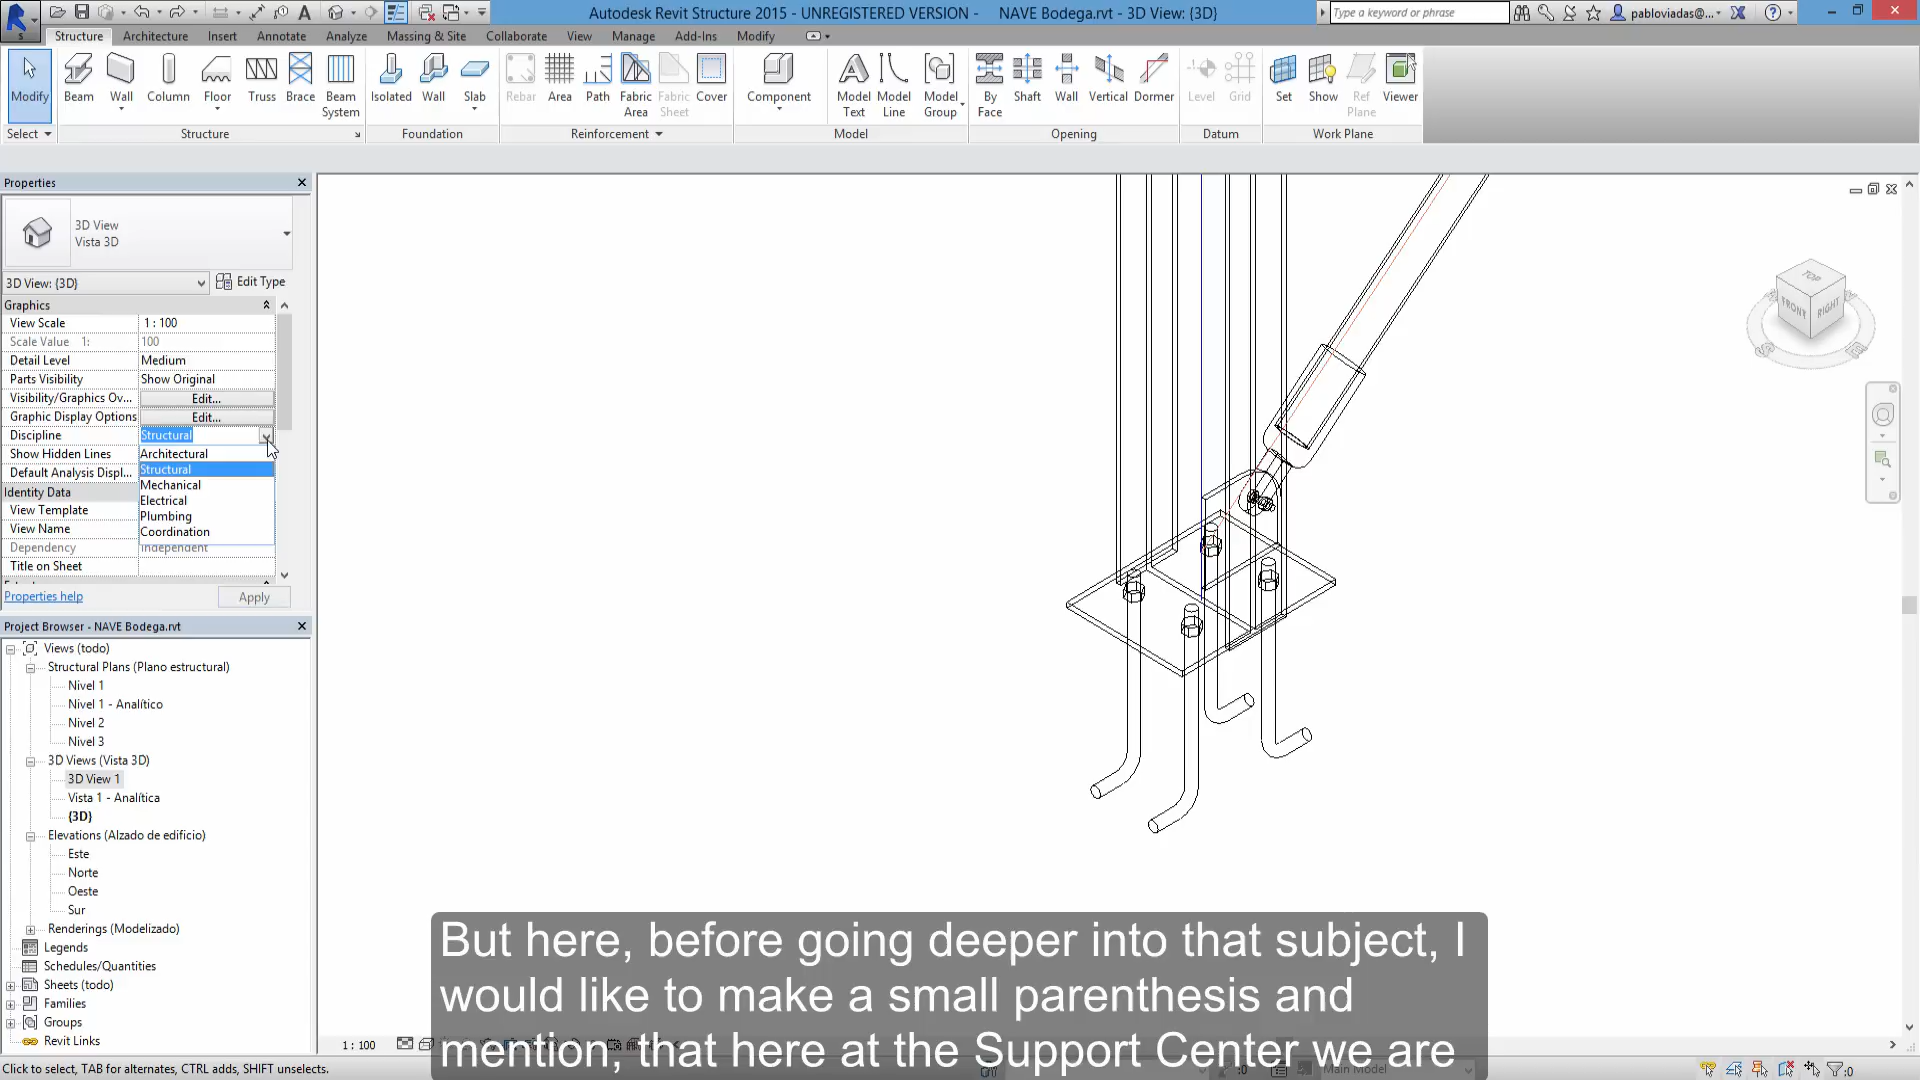 Autodesk Revit Structure 2015 - UNREGISTERED VERSION - NAVE Bodega.rvt - 3D View: {3D}
Type a keyword or phrase
pabloviadas@...
Structure Architecture Insert Annotate Analyze Massing & Site Collaborate View Manage Add-Ins Modify
Modify Beam Wall Column Floor Truss Brace Beam System Isolated Wall Slab Rebar Area Path Fabric Area Fabric Sheet Cover Component Model Text Model Line Model Group By Face Shaft Wall Vertical Dormer Level Grid Set Show Ref Plane Viewer
Select Structure Foundation Reinforcement Model Opening Datum Work Plane
Properties
3D View
Vista 3D
3D View: {3D} Edit Type
Graphics
View Scale 1 : 100
Scale Value 1: 100
Detail Level Medium
Parts Visibility Show Original
Visibility/Graphics Ov... Edit...
Graphic Display Options Edit...
Discipline Structural
Show Hidden Lines Architectural
Structural
Default Analysis Displ...
Mechanical
Identity Data
Electrical
View Template
Plumbing
View Name
Coordination
Dependency Independent
Title on Sheet
Properties help Apply
Project Browser - NAVE Bodega.rvt
Views (todo)
Structural Plans (Plano estructural)
Nivel 1
Nivel 1 - Analítico
Nivel 2
Nivel 3
3D Views (Vista 3D)
3D View 1
Vista 1 - Analítica
{3D}
Elevations (Alzado de edificio)
Este
Norte
Oeste
Sur
Renderings (Modelizado)
Legends
Schedules/Quantities
Sheets (todo)
Families
Groups
Revit Links
TOP
FRONT RIGHT
But here, before going deeper into that subject, I
would like to make a small parenthesis and
mention, that here at the Support Center we are
1 : 100
Click to select, TAB for alternates, CTRL adds, SHIFT unselects.
:0 Main Model :0